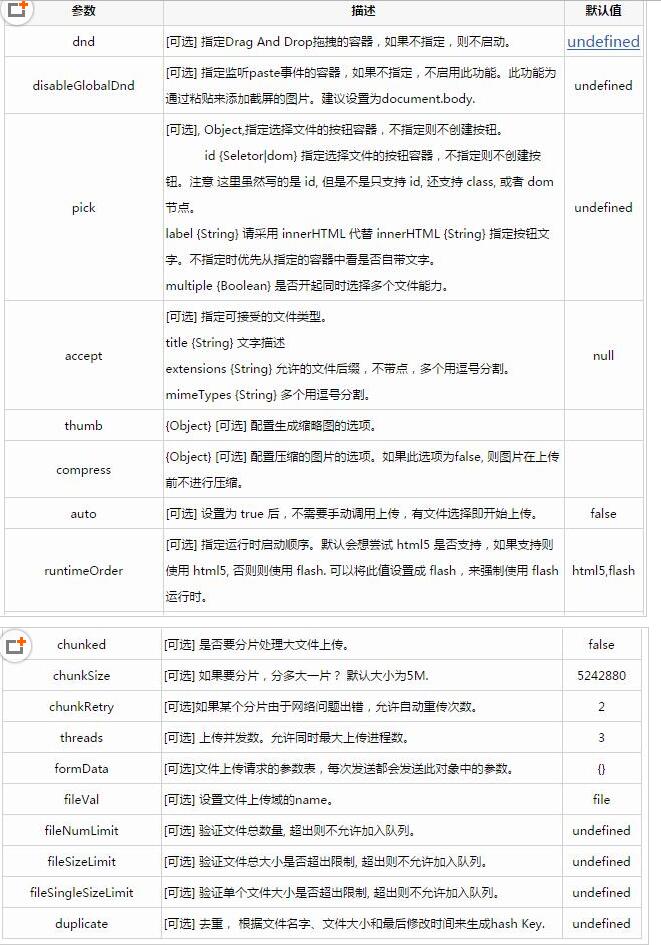 参数 描述 默认值
dnd [可选] 指定Drag And Drop拖拽的容器，如果不指定，则不启动。 undefined
disableGlobalDnd [可选] 指定监听paste事件的容器，如果不指定，不启用此功能。此功能为
通过粘贴来添加截屏的图片。建议设置为document.body. undefined
pick [可选], Object,指定选择文件的按钮容器，不指定则不创建按钮。
id {Seletor|dom} 指定选择文件的按钮容器，不指定则不创建按
钮。注意 这里虽然写的是 id, 但是不是只支持 id, 还支持 class, 或者 dom
节点。 undefined
label {String} 请采用 innerHTML 代替 innerHTML {String} 指定按钮文
字。不指定时优先从指定的容器中看是否自带文字。
multiple {Boolean} 是否开起同时选择多个文件能力。
[可选] 指定可接受的文件类型。
title {String} 文字描述
accept extensions {String} 允许的文件后缀，不带点，多个用逗号分割。 null
mimeTypes {String} 多个用逗号分割。
thumb {Object} [可选] 配置生成缩略图的选项。
compress {Object} [可选] 配置压缩的图片的选项。如果此选项为false, 则图片在上传
前不进行压缩。
auto [可选] 设置为 true 后，不需要手动调用上传，有文件选择即开始上传。 false
[可选] 指定运行时启动顺序。默认会想尝试 html5 是否支持，如果支持则
runtimeOrder 使用 html5, 否则则使用 flash. 可以将此值设置成 flash，来强制使用 flash html5,flash
运行时。
chunked [可选] 是否要分片处理大文件上传。 false
chunkSize [可选] 如果要分片，分多大一片？ 默认大小为5M. 5242880
chunkRetry [可选]如果某个分片由于网络问题出错，允许自动重传次数。 2
threads [可选] 上传并发数。允许同时最大上传进程数。 3
formData [可选]文件上传请求的参数表，每次发送都会发送此对象中的参数。 {}
fileVal [可选] 设置文件上传域的name。 file
fileNumLimit [可选] 验证文件总数量, 超出则不允许加入队列。 undefined
fileSizeLimit [可选] 验证文件总大小是否超出限制, 超出则不允许加入队列。 undefined
fileSingleSizeLimit [可选] 验证单个文件大小是否超出限制, 超出则不允许加入队列。 undefined
duplicate [可选] 去重， 根据文件名字、文件大小和最后修改时间来生成hash Key. undefined